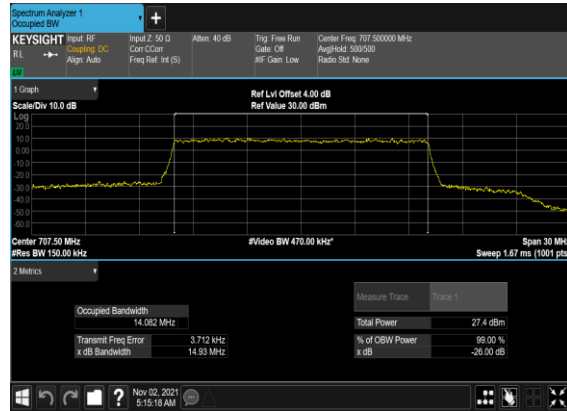 Spectrum Analyzer 1
Occupied BW
+
KEYSIGHT Input: RF Input Z: 50 Ω Atten: 40 dB Trig: Free Run Center Freq: 707.500000 MHz
RL Coupling: DC Corr CCorr Gate: Off Avg|Hold: 500/500
Align: Auto Freq Ref: Int (S) #IF Gain: Low Radio Std: None
LW
1 Graph
Ref Lvl Offset 4.00 dB
Scale/Div 10.0 dB Ref Value 30.00 dBm
Log
20.0
10.0
0.00
-10.0
-20.0
-30.0
-40.0
-50.0
-60.0
Center 707.50 MHz #Video BW 470.00 kHz* Span 30 MHz
#Res BW 150.00 kHz Sweep 1.67 ms (1001 pts
2 Metrics
Measure Trace Trace 1
Occupied Bandwidth
14.082 MHz Total Power 27.4 dBm
Transmit Freq Error 3.712 kHz % of OBW Power 99.00 %
x dB Bandwidth 14.93 MHz x dB -26.00 dB
? Nov 02, 2021
5:15:18 AM